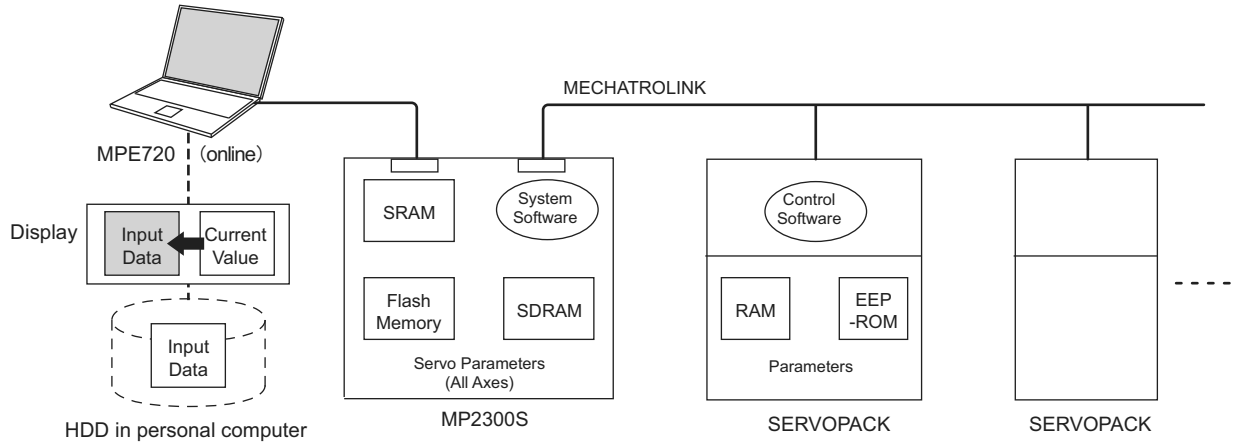 MECHATROLINK
MPE720 (online)
Display
Input
Data
Current
Value
Input
Data
HDD in personal computer
SRAM
System
Software
Flash
Memory
SDRAM
Servo Parameters
(All Axes)
MP2300S
Control
Software
RAM
EEP
-ROM
Parameters
SERVOPACK
SERVOPACK